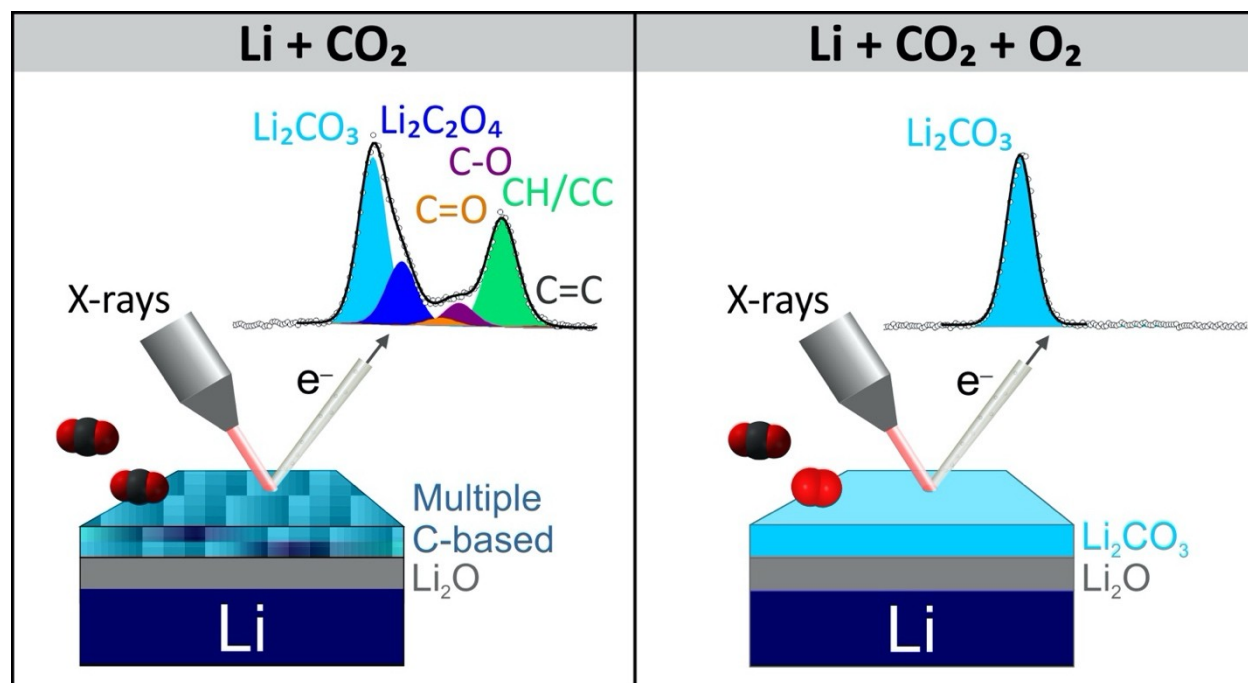 Li + CO₂
Li₂CO₃
Li₂C₂O₄
C-O
C=O
CH/CC
C=C
X-rays
e⁻
Multiple
C-based
Li₂O
Li
Li + CO₂ + O₂
Li₂CO₃
X-rays
e⁻
Li₂CO₃
Li₂O
Li